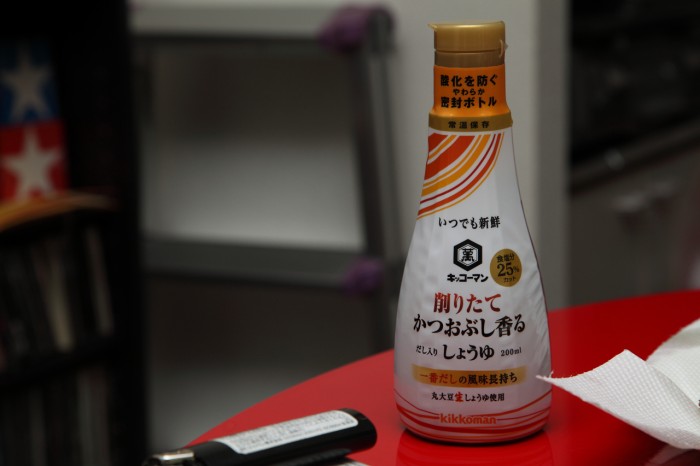 酸化を防ぐ
やわらか
密封ボトル
常温保存
いつでも新鮮
萬
キッコーマン
食塩分
25%
カット
削りたて
かつおぶし香る
だし入り しょうゆ 200ml
一番だしの風味長持ち
丸大豆生しょうゆ使用
kikkoman